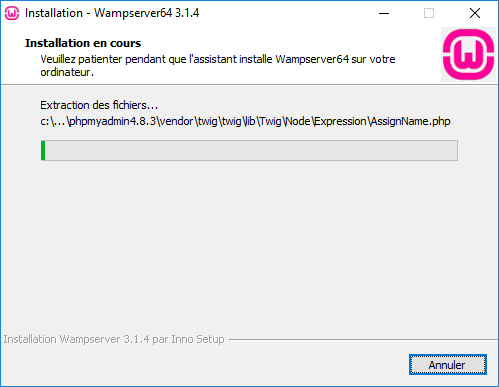 Installation - Wampserver64 3.1.4
Installation en cours
Veuillez patienter pendant que l'assistant installe Wampserver64 sur votre
ordinateur.
Extraction des fichiers...
c:\...\phpmyadmin4.8.3\vendor\twig\twig\lib\Twig\Node\Expression\AssignName.php
Installation Wampserver 3.1.4 par Inno Setup
Annuler